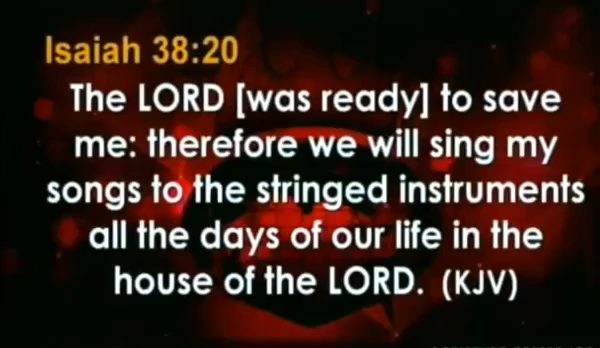 Isaiah 38:20
The LORD [was ready] to save
me: therefore we will sing my
songs to the stringed instruments
all the days of our life in the
house of the LORD. (KJV)